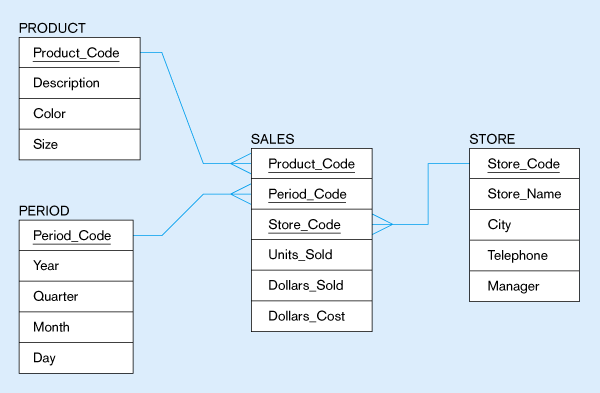 PRODUCT
Product_Code
Description
Color
Size
PERIOD
Period_Code
Year
Quarter
Month
Day
SALES
Product_Code
Period_Code
Store_Code
Units_Sold
Dollars_Sold
Dollars_Cost
STORE
Store_Code
Store_Name
City
Telephone
Manager